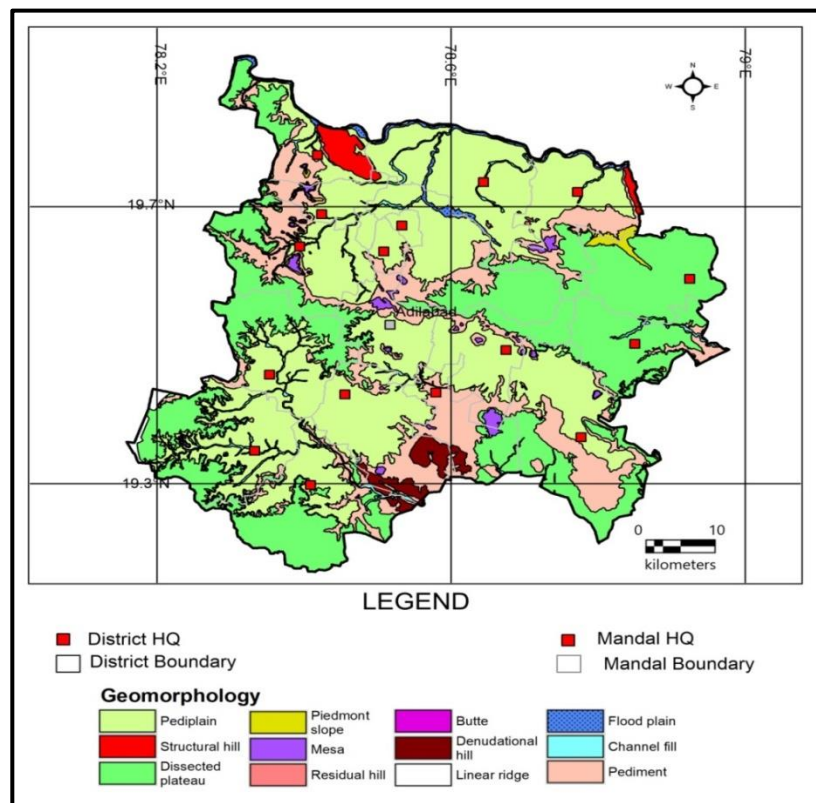 78.2°E
78.6°E
79°E
N
W E
S
19.7°N
Adilabad
19.3°N
0 10
kilometers
LEGEND
District HQ
Mandal HQ
District Boundary
Mandal Boundary
Geomorphology
Pediplain
Piedmont
slope
Butte
Flood plain
Structural hill
Mesa
Denudational
hill
Channel fill
Dissected
plateau
Residual hill
Linear ridge
Pediment